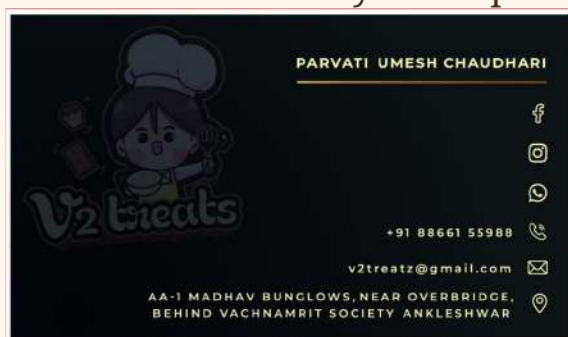 PARVATI UMESH CHAUDHARI
V2 treats
+91 88661 55988
v2treatz@gmail.com
AA-1 MADHAV BUNGLOWS, NEAR OVERBRIDGE,
BEHIND VACHNAMRIT SOCIETY ANKLESHWAR